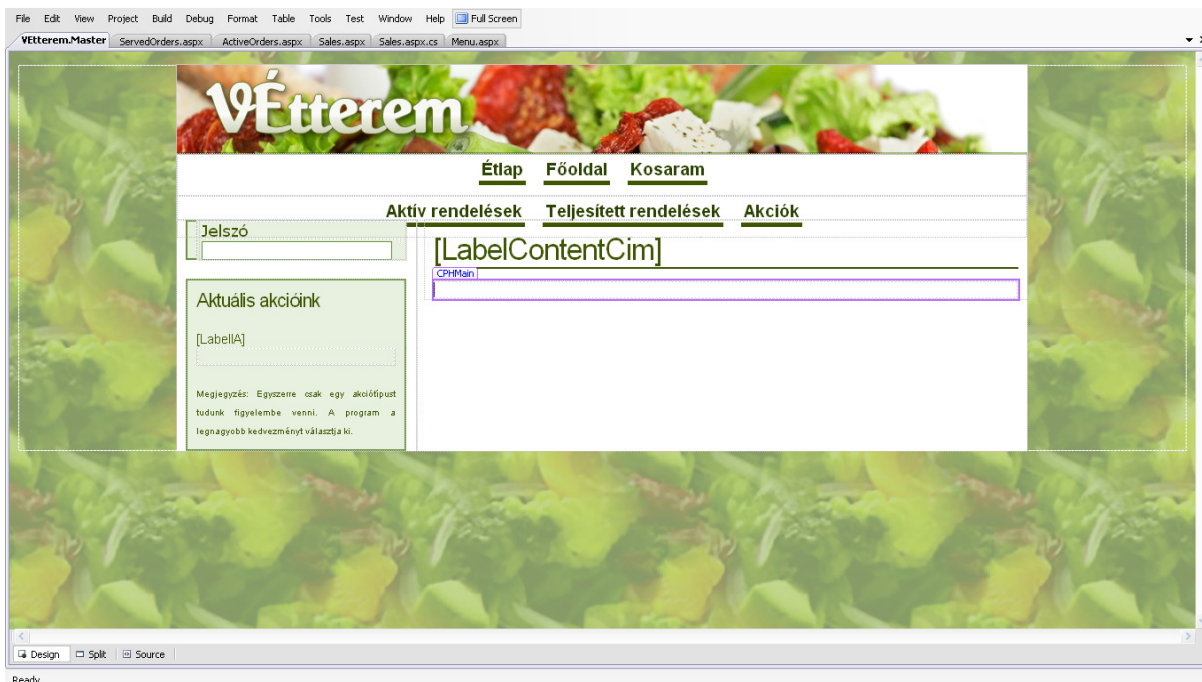 File Edit View Project Build Debug Format Table Tools Test Window Help Full Screen
VEtterem.Master ServedOrders.aspx ActiveOrders.aspx Sales.aspx Sales.aspx.cs Menu.aspx
VÉtterem
Étlap Főoldal Kosaram
Aktív rendelések Teljesített rendelések Akciók
Jelszó
[LabelContentCim]
CPHMain
Aktuális akcióink
[LabelIA]
Megjegyzés: Egyszerre csak egy akciótípust
tudunk figyelembe venni. A program a
legnagyobb kedvezményt választja ki.
Design Split Source
Ready